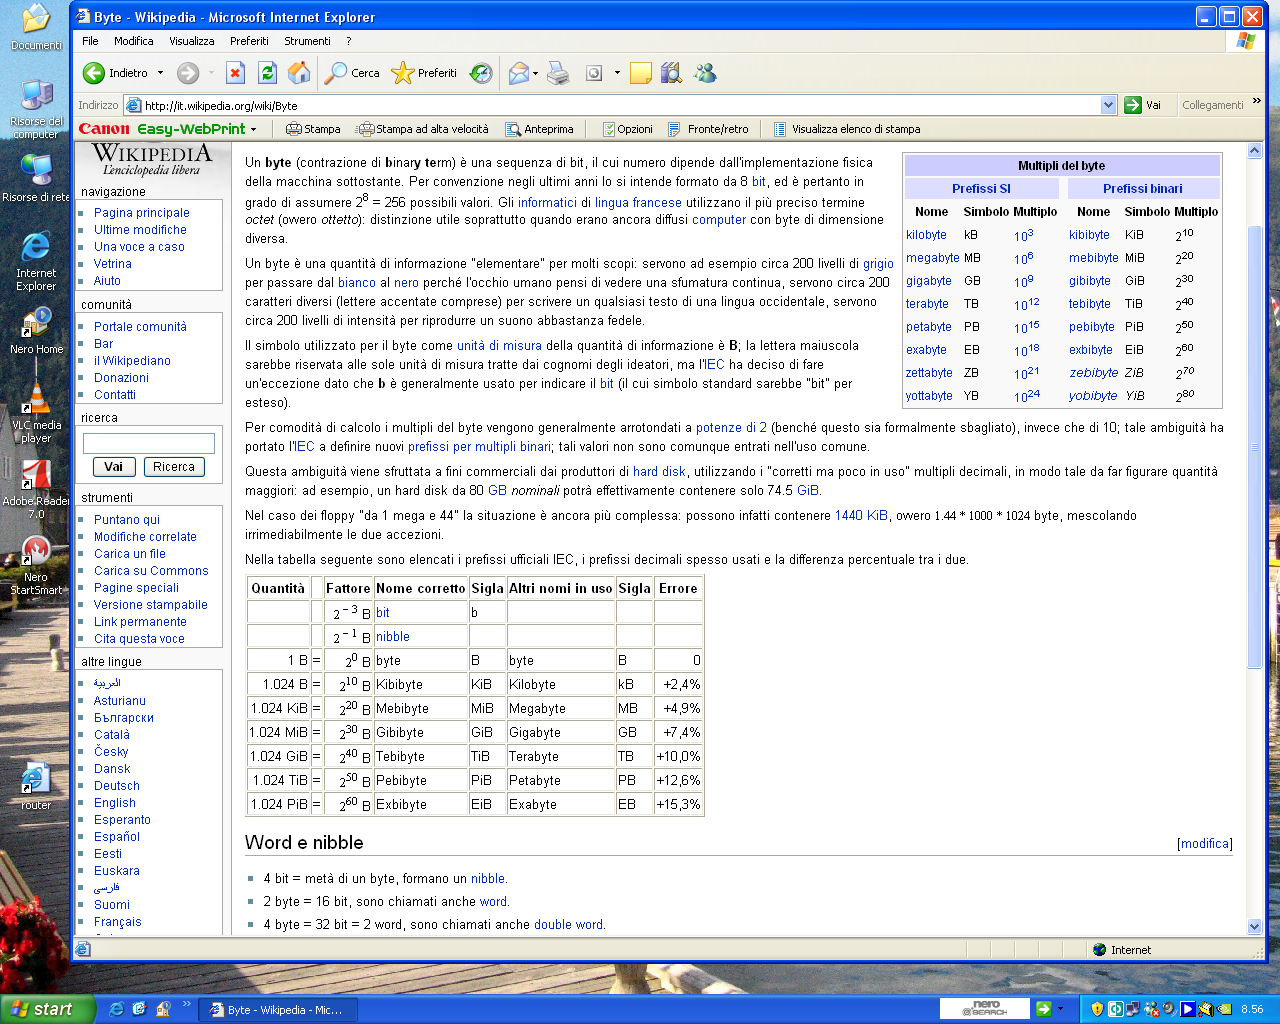 Byte - Wikipedia - Microsoft Internet Explorer
File Modifica Visualizza Preferiti Strumenti ?
Indietro Cerca Preferiti
Indirizzo http://it.wikipedia.org/wiki/Byte Vai Collegamenti »
Canon Easy-WebPrint Stampa Stampa ad alta velocità Anteprima Opzioni Fronte/retro Visualizza elenco di stampa
Documenti
Risorse del computer
Risorse di rete
Internet Explorer
Nero Home
VLC media player
Adobe Reader 7.0
Nero StartSmart
router
WIKIPEDIA
L'enciclopedia libera
navigazione
Pagina principale
Ultime modifiche
Una voce a caso
Vetrina
Aiuto
comunità
Portale comunità
Bar
il Wikipediano
Donazioni
Contatti
ricerca
Vai Ricerca
strumenti
Puntano qui
Modifiche correlate
Carica un file
Carica su Commons
Pagine speciali
Versione stampabile
Link permanente
Cita questa voce
altre lingue
العربية
Asturianu
Български
Català
Česky
Dansk
Deutsch
English
Esperanto
Español
Eesti
Euskara
فارسی
Suomi
Français
Un byte (contrazione di binary term) è una sequenza di bit, il cui numero dipende dall'implementazione fisica
della macchina sottostante. Per convenzione negli ultimi anni lo si intende formato da 8 bit, ed è pertanto in
grado di assumere 2⁸ = 256 possibili valori. Gli informatici di lingua francese utilizzano il più preciso termine
octet (ovvero ottetto): distinzione utile soprattutto quando erano ancora diffusi computer con byte di dimensione
diversa.
Un byte è una quantità di informazione "elementare" per molti scopi: servono ad esempio circa 200 livelli di grigio
per passare dal bianco al nero perché l'occhio umano pensi di vedere una sfumatura continua, servono circa 200
caratteri diversi (lettere accentate comprese) per scrivere un qualsiasi testo di una lingua occidentale, servono
circa 200 livelli di intensità per riprodurre un suono abbastanza fedele.
Il simbolo utilizzato per il byte come unità di misura della quantità di informazione è B; la lettera maiuscola
sarebbe riservata alle sole unità di misura tratte dai cognomi degli ideatori, ma l'IEC ha deciso di fare
un'eccezione dato che b è generalmente usato per indicare il bit (il cui simbolo standard sarebbe "bit" per
esteso).
Multipli del byte
Prefissi SI Prefissi binari
Nome Simbolo Multiplo Nome Simbolo Multiplo
kilobyte kB 10³ kibibyte KiB 2¹⁰
megabyte MB 10⁶ mebibyte MiB 2²⁰
gigabyte GB 10⁹ gibibyte GiB 2³⁰
terabyte TB 10¹² tebibyte TiB 2⁴⁰
petabyte PB 10¹⁵ pebibyte PiB 2⁵⁰
exabyte EB 10¹⁸ exbibyte EiB 2⁶⁰
zettabyte ZB 10²¹ zebibyte ZiB 2⁷⁰
yottabyte YB 10²⁴ yobibyte YiB 2⁸⁰
Per comodità di calcolo i multipli del byte vengono generalmente arrotondati a potenze di 2 (benché questo sia formalmente sbagliato), invece che di 10; tale ambiguità ha
portato l'IEC a definire nuovi prefissi per multipli binari; tali valori non sono comunque entrati nell'uso comune.
Questa ambiguità viene sfruttata a fini commerciali dai produttori di hard disk, utilizzando i "corretti ma poco in uso" multipli decimali, in modo tale da far figurare quantità
maggiori: ad esempio, un hard disk da 80 GB nominali potrà effettivamente contenere solo 74.5 GiB.
Nel caso dei floppy "da 1 mega e 44" la situazione è ancora più complessa: possono infatti contenere 1440 KiB, ovvero 1.44 * 1000 * 1024 byte, mescolando
irrimediabilmente le due accezioni.
Nella tabella seguente sono elencati i prefissi ufficiali IEC, i prefissi decimali spesso usati e la differenza percentuale tra i due.
Quantità Fattore Nome corretto Sigla Altri nomi in uso Sigla Errore
2⁻³ B bit b
2⁻¹ B nibble
1 B = 2⁰ B byte B byte B 0
1.024 B = 2¹⁰ B Kibibyte KiB Kilobyte kB +2,4%
1.024 KiB = 2²⁰ B Mebibyte MiB Megabyte MB +4,9%
1.024 MiB = 2³⁰ B Gibibyte GiB Gigabyte GB +7,4%
1.024 GiB = 2⁴⁰ B Tebibyte TiB Terabyte TB +10,0%
1.024 TiB = 2⁵⁰ B Pebibyte PiB Petabyte PB +12,6%
1.024 PiB = 2⁶⁰ B Exbibyte EiB Exabyte EB +15,3%
Word e nibble [modifica]
4 bit = metà di un byte, formano un nibble.
2 byte = 16 bit, sono chiamati anche word.
4 byte = 32 bit = 2 word, sono chiamati anche double word.
Internet
start » Byte - Wikipedia - Mic... nero SEARCH 8.56